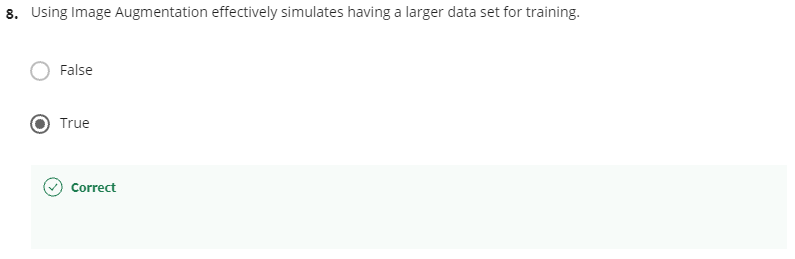 8. Using Image Augmentation effectively simulates having a larger data set for training.
False
True
Correct